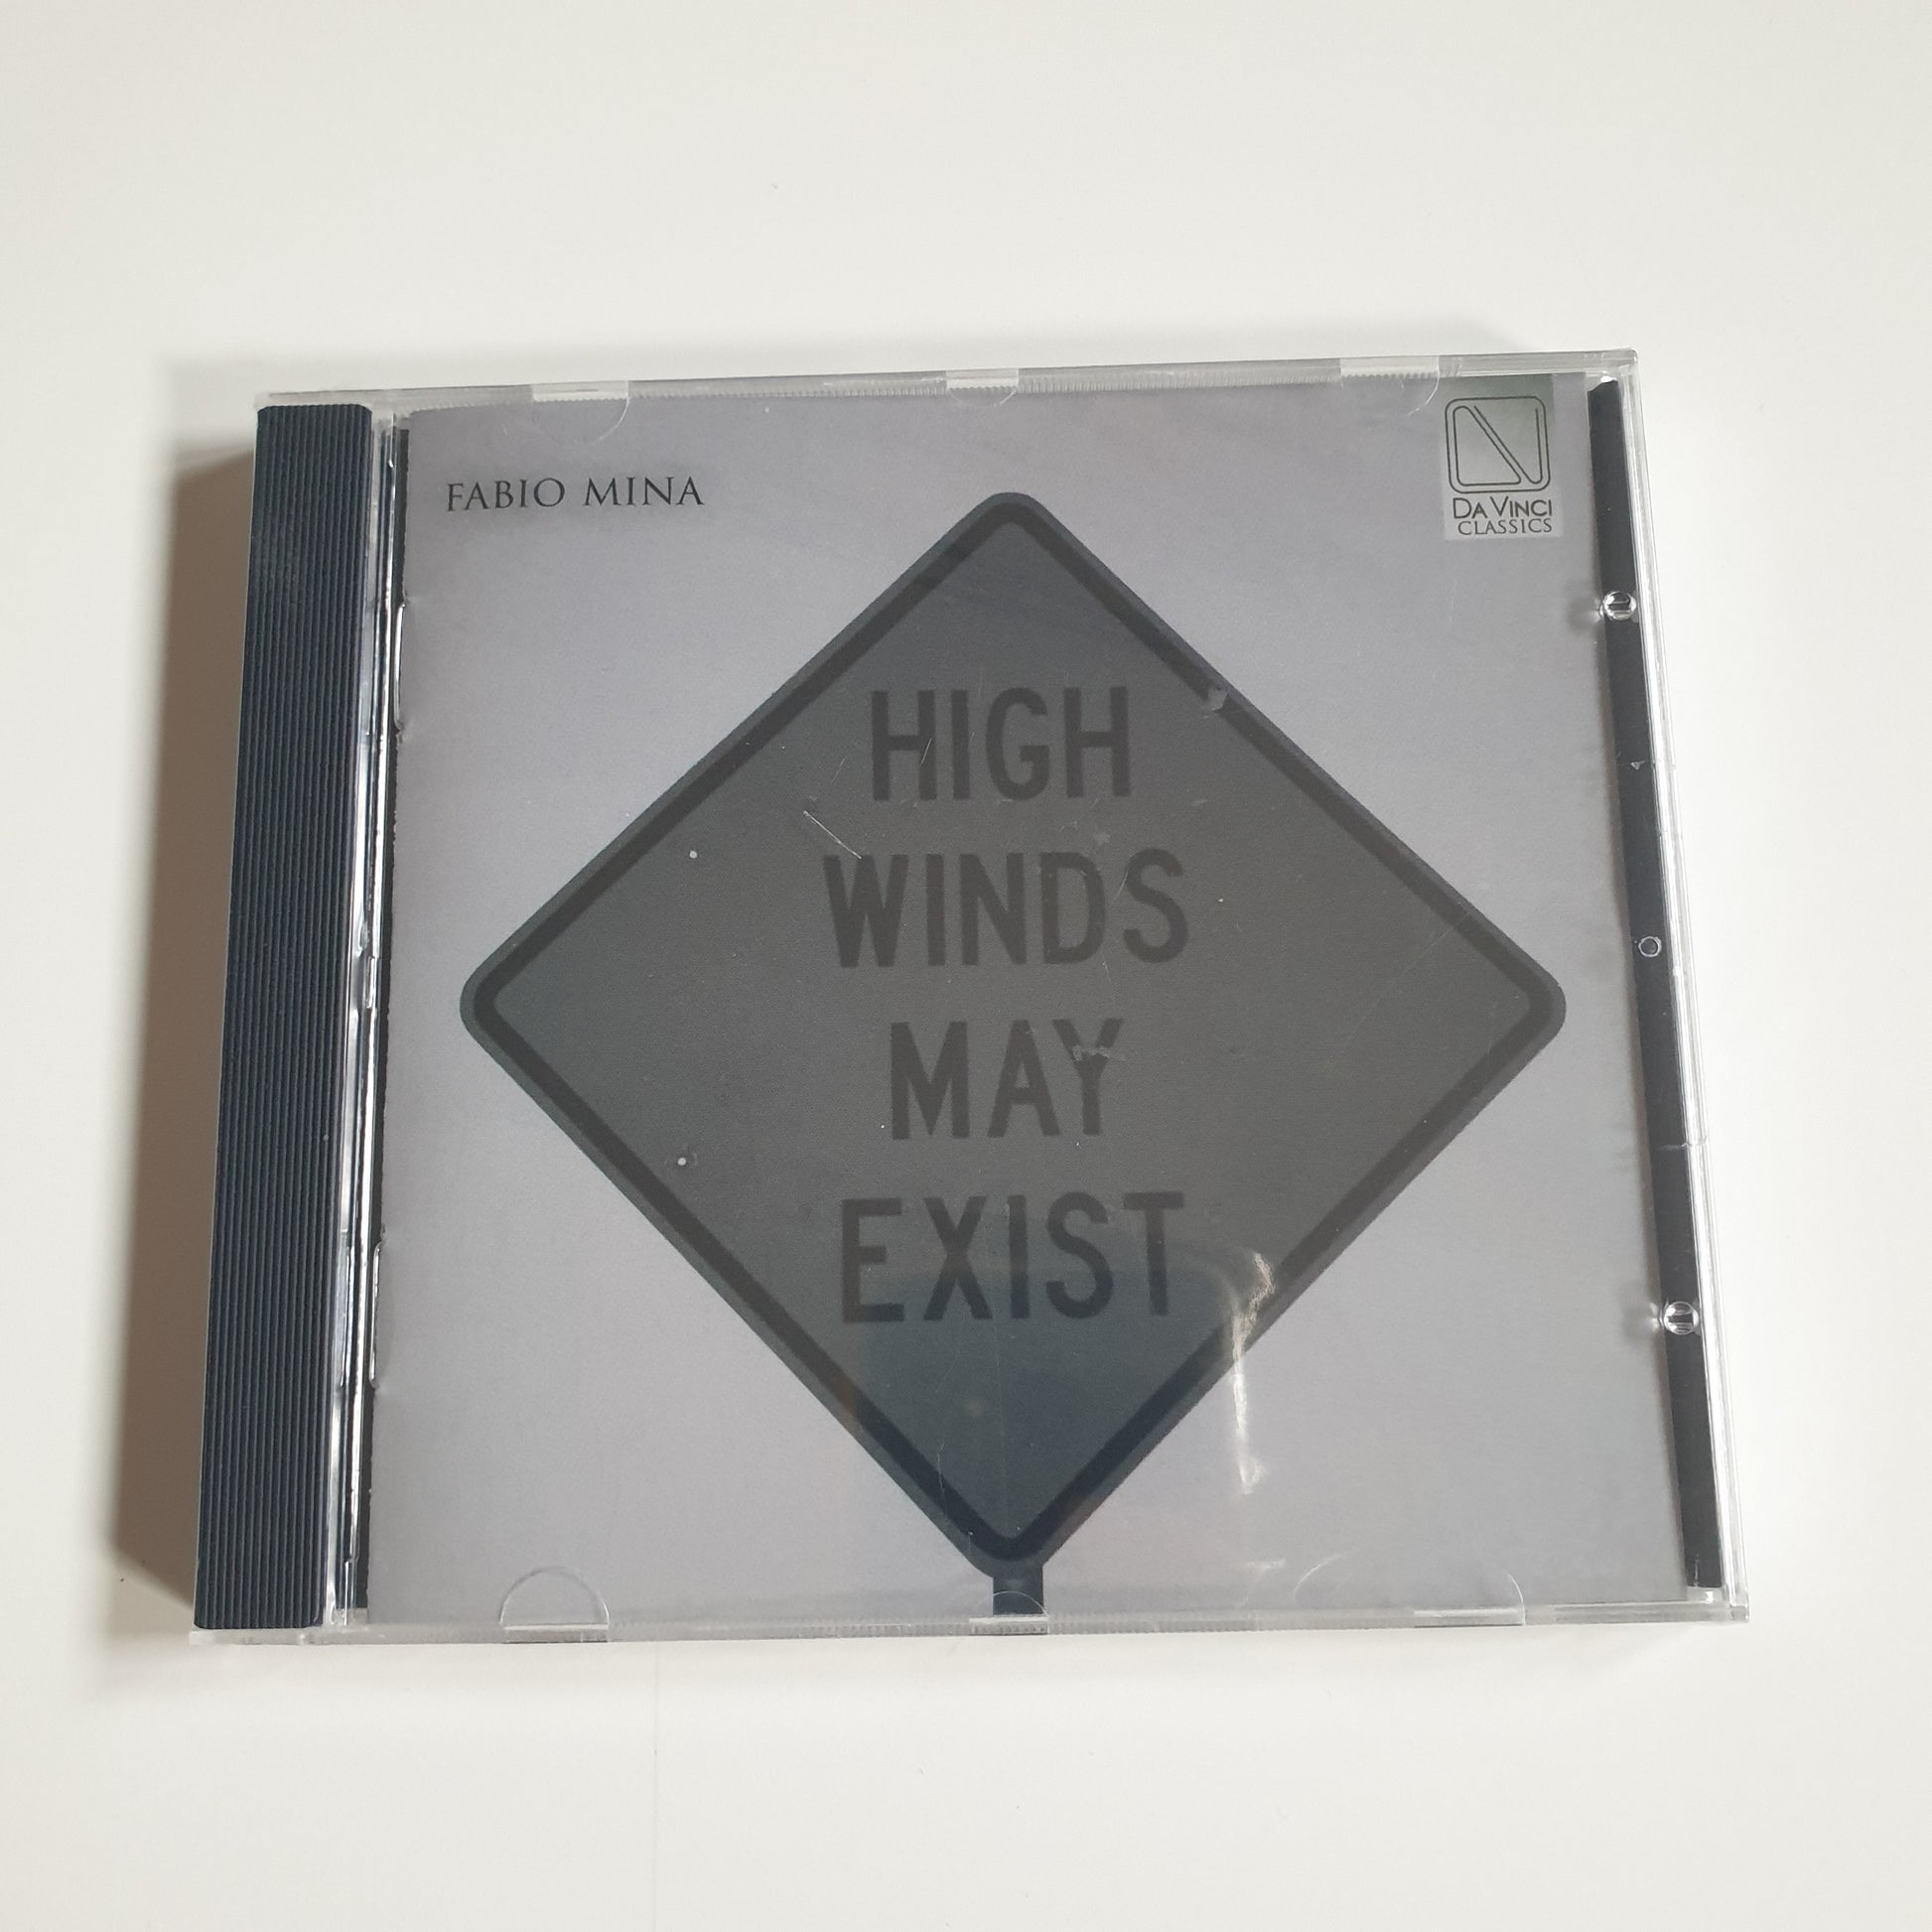 FABIO MINA
DA VINCI
CLASSICS
HIGH
WINDS
MAY
EXIST